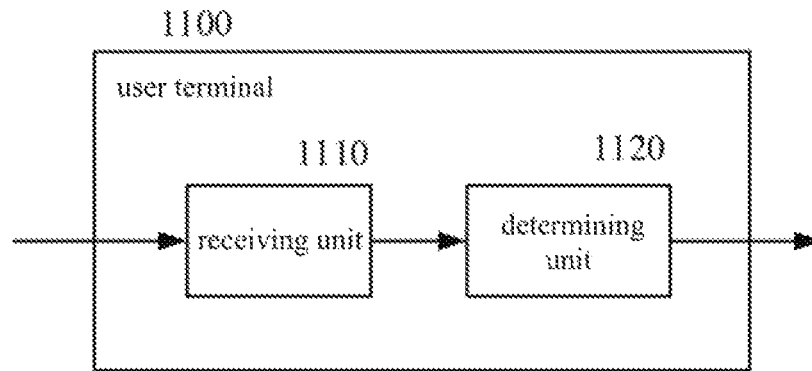 1100
user terminal
1110
1120
receiving unit
determining
unit